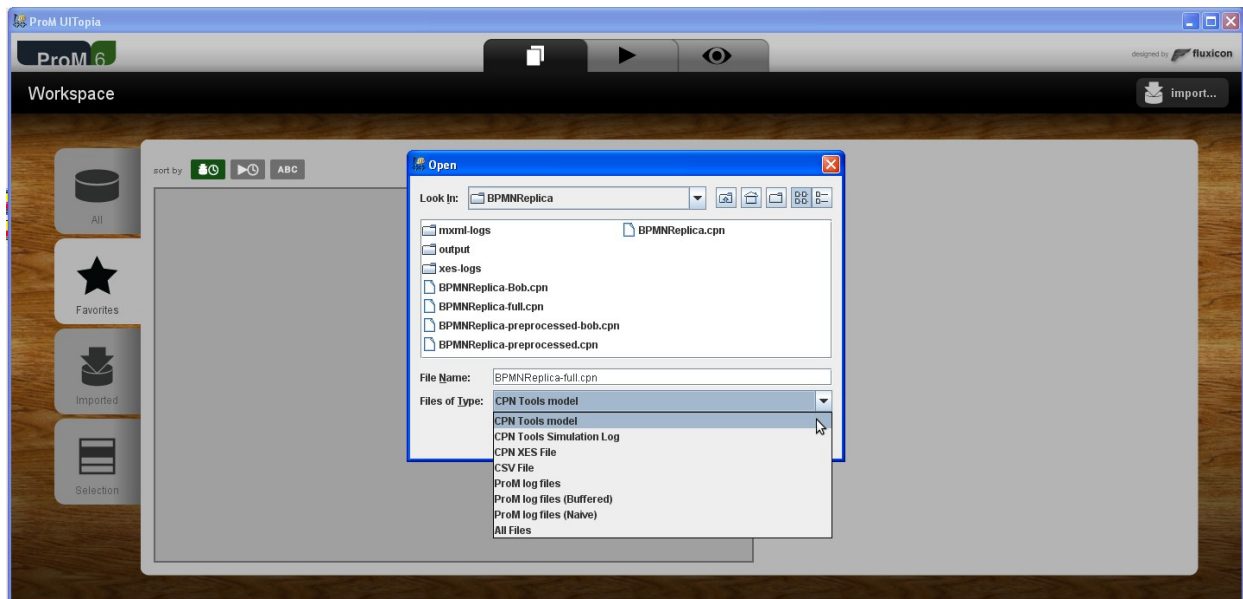 ProM UITopia
ProM 6
designed by fluxicon
Workspace
import...
All
Favorites
Imported
Selection
sort by
ABC
Open
Look In: BPMNReplica
mxml-logs
output
xes-logs
BPMNReplica-Bob.cpn
BPMNReplica-full.cpn
BPMNReplica-preprocessed-bob.cpn
BPMNReplica-preprocessed.cpn
BPMNReplica.cpn
File Name: BPMNReplica-full.cpn
Files of Type: CPN Tools model
CPN Tools model
CPN Tools Simulation Log
CPN XES File
CSV File
ProM log files
ProM log files (Buffered)
ProM log files (Naive)
All Files